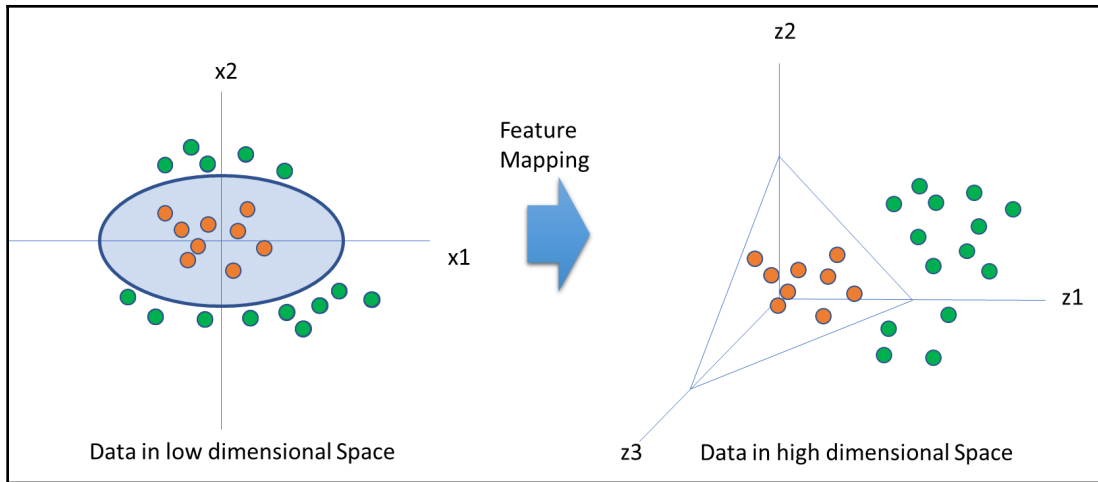 x2
x1
Data in low dimensional Space
Feature
Mapping
z2
z1
z3
Data in high dimensional Space